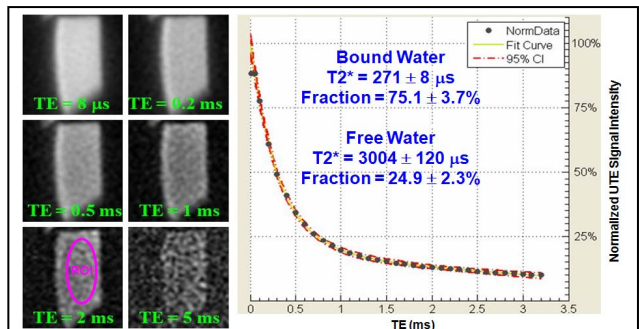 TE = 8 μs
TE = 0.2 ms
TE = 0.5 ms
TE = 1 ms
ROI
TE = 2 ms
TE = 5 ms
NormData
Fit Curve
95% CI
Bound Water
T2* = 271 ± 8 μs
Fraction = 75.1 ± 3.7%
Free Water
T2* = 3004 ± 120 μs
Fraction = 24.9 ± 2.3%
100%
75%
50%
25%
Normalized UTE Signal Intensity
0 0.5 1 1.5 2 2.5 3 3.5
TE (ms)